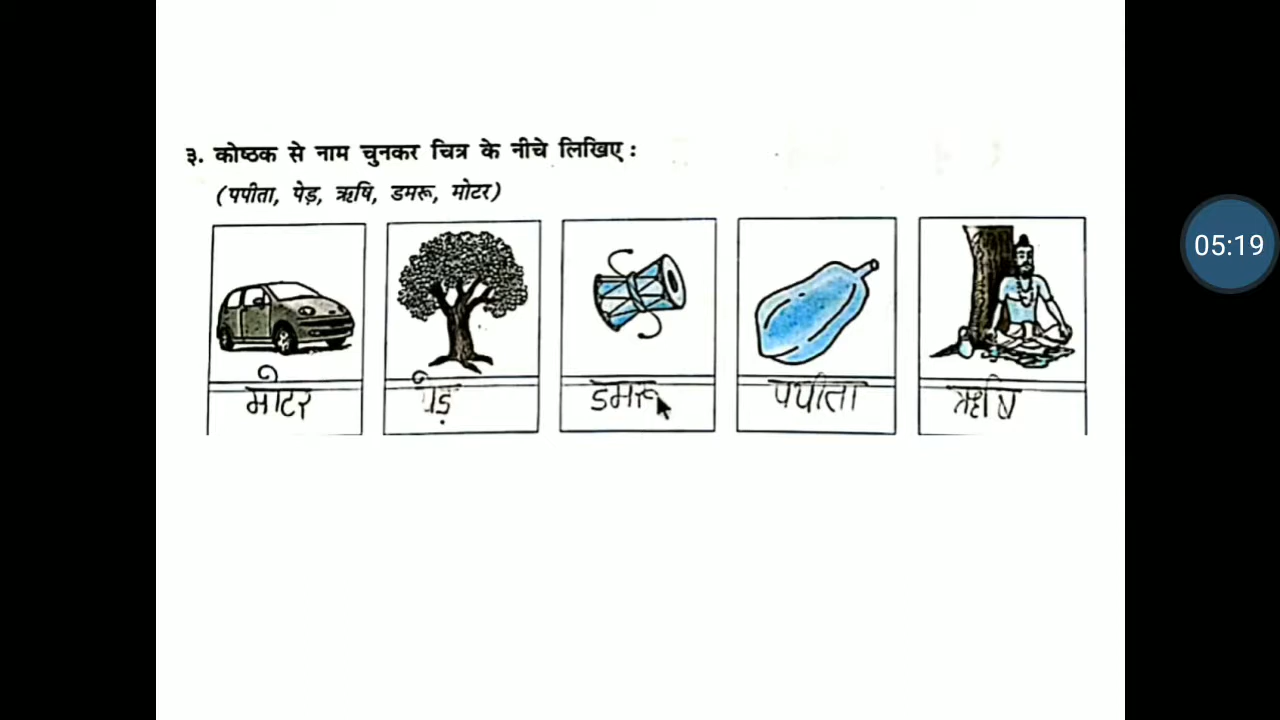 ३. कोष्ठक से नाम चुनकर चित्र के नीचे लिखिए :
(पपीता, पेड़, ऋषि, डमरू, मोटर)
मोटर पेड़ डमरू पपीता ऋषि
05:19